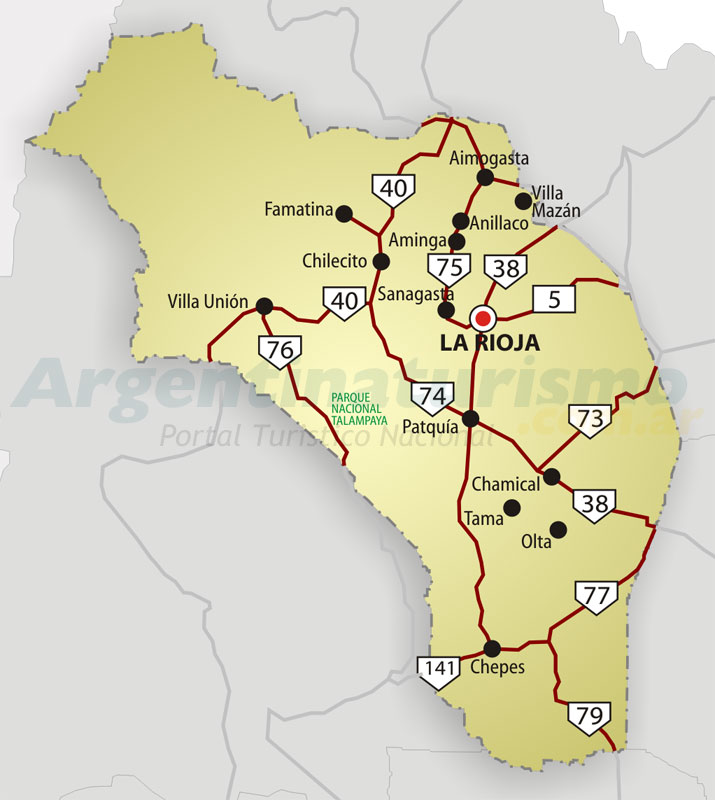 Aimogasta
40
Villa
Mazán
Famatina
Anillaco
Aminga
Chilecito
75
38
Sanagasta
Villa Unión
40
5
LA RIOJA
76
Argentinaturismo
.com.ar
Portal Turístico Nacional
PARQUE
NACIONAL
TALAMPAYA
74
73
Patquía
Chamical
38
Tama
Olta
77
141
Chepes
79